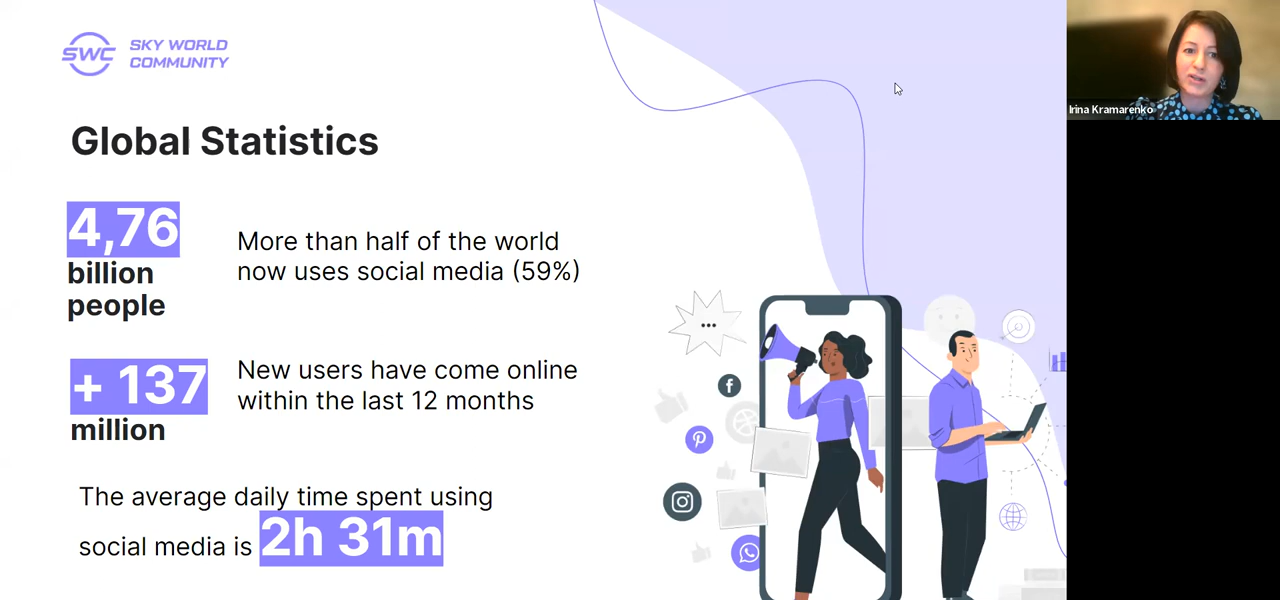 SWC
SKY WORLD
COMMUNITY
Irina Kramarenko
Global Statistics
4,76
billion
people
More than half of the world
now uses social media (59%)
+ 137
million
New users have come online
within the last 12 months
The average daily time spent using
social media is 2h 31m